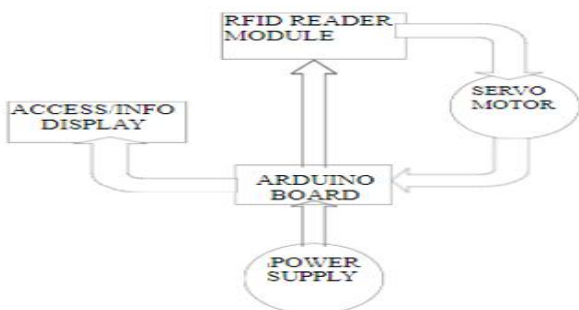 RFID READER
MODULE
SERVO
MOTOR
ACCESS/INFO
DISPLAY
ARDUINO
BOARD
POWER
SUPPLY